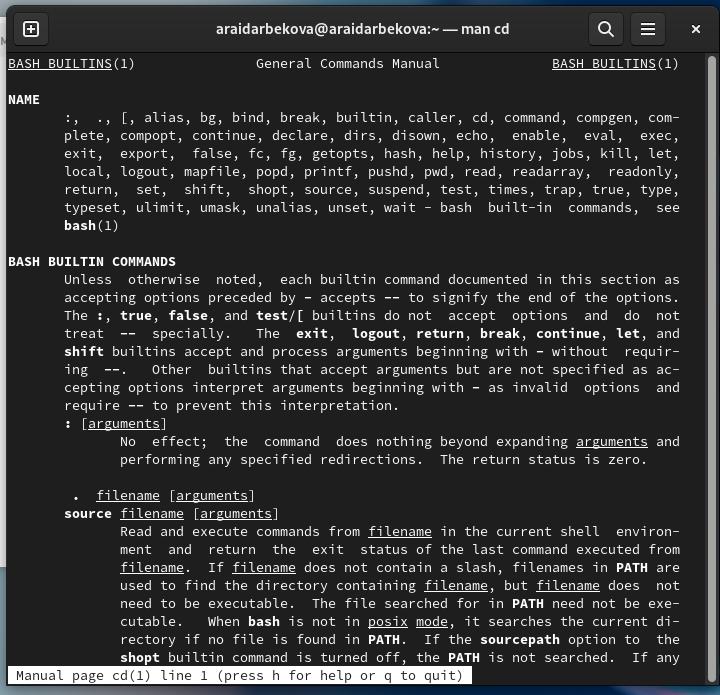 araidarbekova@araidarbekova:~ — man cd
BASH_BUILTINS(1) General Commands Manual BASH_BUILTINS(1)
NAME
:, ., [, alias, bg, bind, break, builtin, caller, cd, command, compgen, com‐
plete, compopt, continue, declare, dirs, disown, echo, enable, eval, exec,
exit, export, false, fc, fg, getopts, hash, help, history, jobs, kill, let,
local, logout, mapfile, popd, printf, pushd, pwd, read, readarray, readonly,
return, set, shift, shopt, source, suspend, test, times, trap, true, type,
typeset, ulimit, umask, unalias, unset, wait - bash built-in commands, see
bash(1)
BASH BUILTIN COMMANDS
Unless otherwise noted, each builtin command documented in this section as
accepting options preceded by - accepts -- to signify the end of the options.
The :, true, false, and test/[ builtins do not accept options and do not
treat -- specially. The exit, logout, return, break, continue, let, and
shift builtins accept and process arguments beginning with - without requir‐
ing --. Other builtins that accept arguments but are not specified as ac‐
cepting options interpret arguments beginning with - as invalid options and
require -- to prevent this interpretation.
: [arguments]
No effect; the command does nothing beyond expanding arguments and
performing any specified redirections. The return status is zero.
. filename [arguments]
source filename [arguments]
Read and execute commands from filename in the current shell environ‐
ment and return the exit status of the last command executed from
filename. If filename does not contain a slash, filenames in PATH are
used to find the directory containing filename, but filename does not
need to be executable. The file searched for in PATH need not be exe‐
cutable. When bash is not in posix mode, it searches the current di‐
rectory if no file is found in PATH. If the sourcepath option to the
shopt builtin command is turned off, the PATH is not searched. If any
Manual page cd(1) line 1 (press h for help or q to quit)